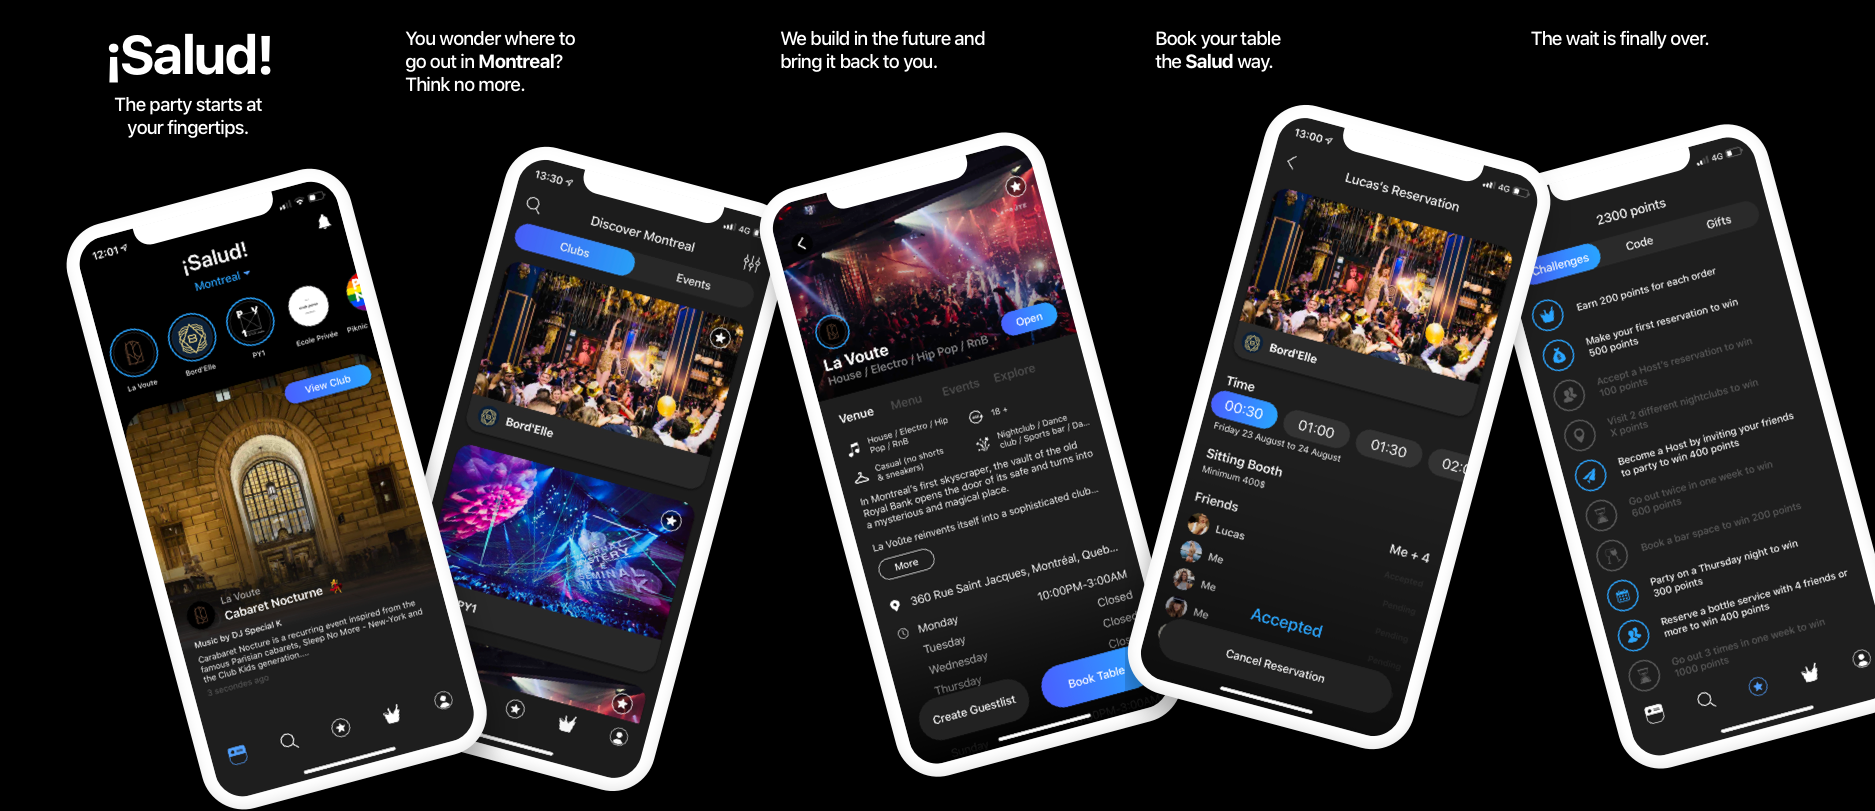 ¡Salud!
The party starts at
your fingertips.
You wonder where to
go out in Montreal?
Think no more.
We build in the future and
bring it back to you.
Book your table
the Salud way.
The wait is finally over.
12:01
¡Salud!
Montreal
La Voute
Bord'Elle
PY1
Ecole Privée
Piknic
View Club
La Voute
Cabaret Nocturne
Music by DJ Special K
Carabaret Nocture is a recurring event inspired from the
famous Parisian cabarets, Sleep No More - New-York and
the Club Kids generation....
3 secondes ago
13:30
4G
Discover Montreal
Clubs
Events
Bord'Elle
PY1
La Voute
House / Electro / Hip Pop / RnB
Open
Venue
Menu
Events
Explore
House / Electro / Hip
Pop / RnB
18 +
Casual (no shorts
& sneakers)
Nightclub / Dance
club / Sports bar / Da...
In Montreal's first skyscraper, the vault of the old
Royal Bank opens the door of its safe and turns into
a mysterious and magical place.
La Voûte reinvents itself into a sophisticated club...
More
360 Rue Saint Jacques, Montréal, Queb...
Monday
10:00PM-3:00AM
Tuesday
Closed
Wednesday
Closed
Thursday
Create Guestlist
Book Table
Sunday
13:00
4G
Lucas's Reservation
Bord'Elle
Time
00:30
01:00
01:30
Friday 23 August to 24 August
Sitting Booth
Minimum 400$
Friends
Me + 4
Lucas
Accepted
Me
Pending
Me
Pending
Me
Pending
Accepted
Cancel Reservation
4G
2300 points
Challenges
Code
Gifts
Earn 200 points for each order
Make your first reservation to win
500 points
Accept a Host's reservation to win
100 points
Visit 2 different nightclubs to win
X points
Become a Host by inviting your friends
to party to win 400 points
Go out twice in one week to win
600 points
Book a bar space to win 200 points
Party on a Thursday night to win
300 points
Reserve a bottle service with 4 friends or
more to win 400 points
Go out 3 times in one week to win
1000 points